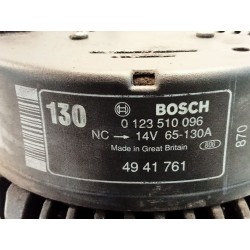 130
BOSCH
0 123 510 096
NC → 14V 65-130A
Made in Great Britain
49 41 761
870